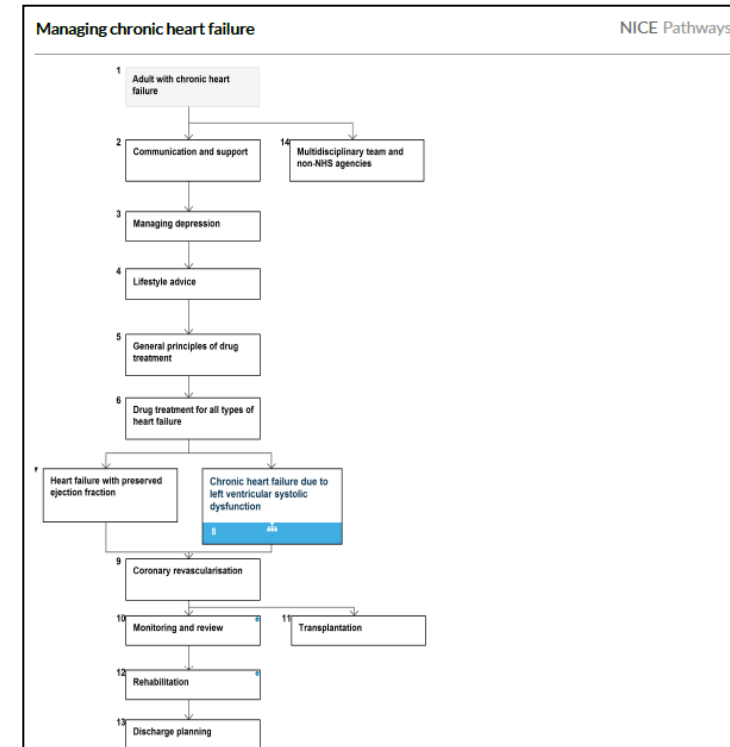 Managing chronic heart failure
NICE Pathways
1
Adult with chronic heart
failure
2
Communication and support
14
Multidisciplinary team and
non-NHS agencies
3
Managing depression
4
Lifestyle advice
5
General principles of drug
treatment
6
Drug treatment for all types of
heart failure
Heart failure with preserved
ejection fraction
Chronic heart failure due to
left ventricular systolic
dysfunction
8
9
Coronary revascularisation
10
Monitoring and review
11
Transplantation
12
Rehabilitation
13
Discharge planning